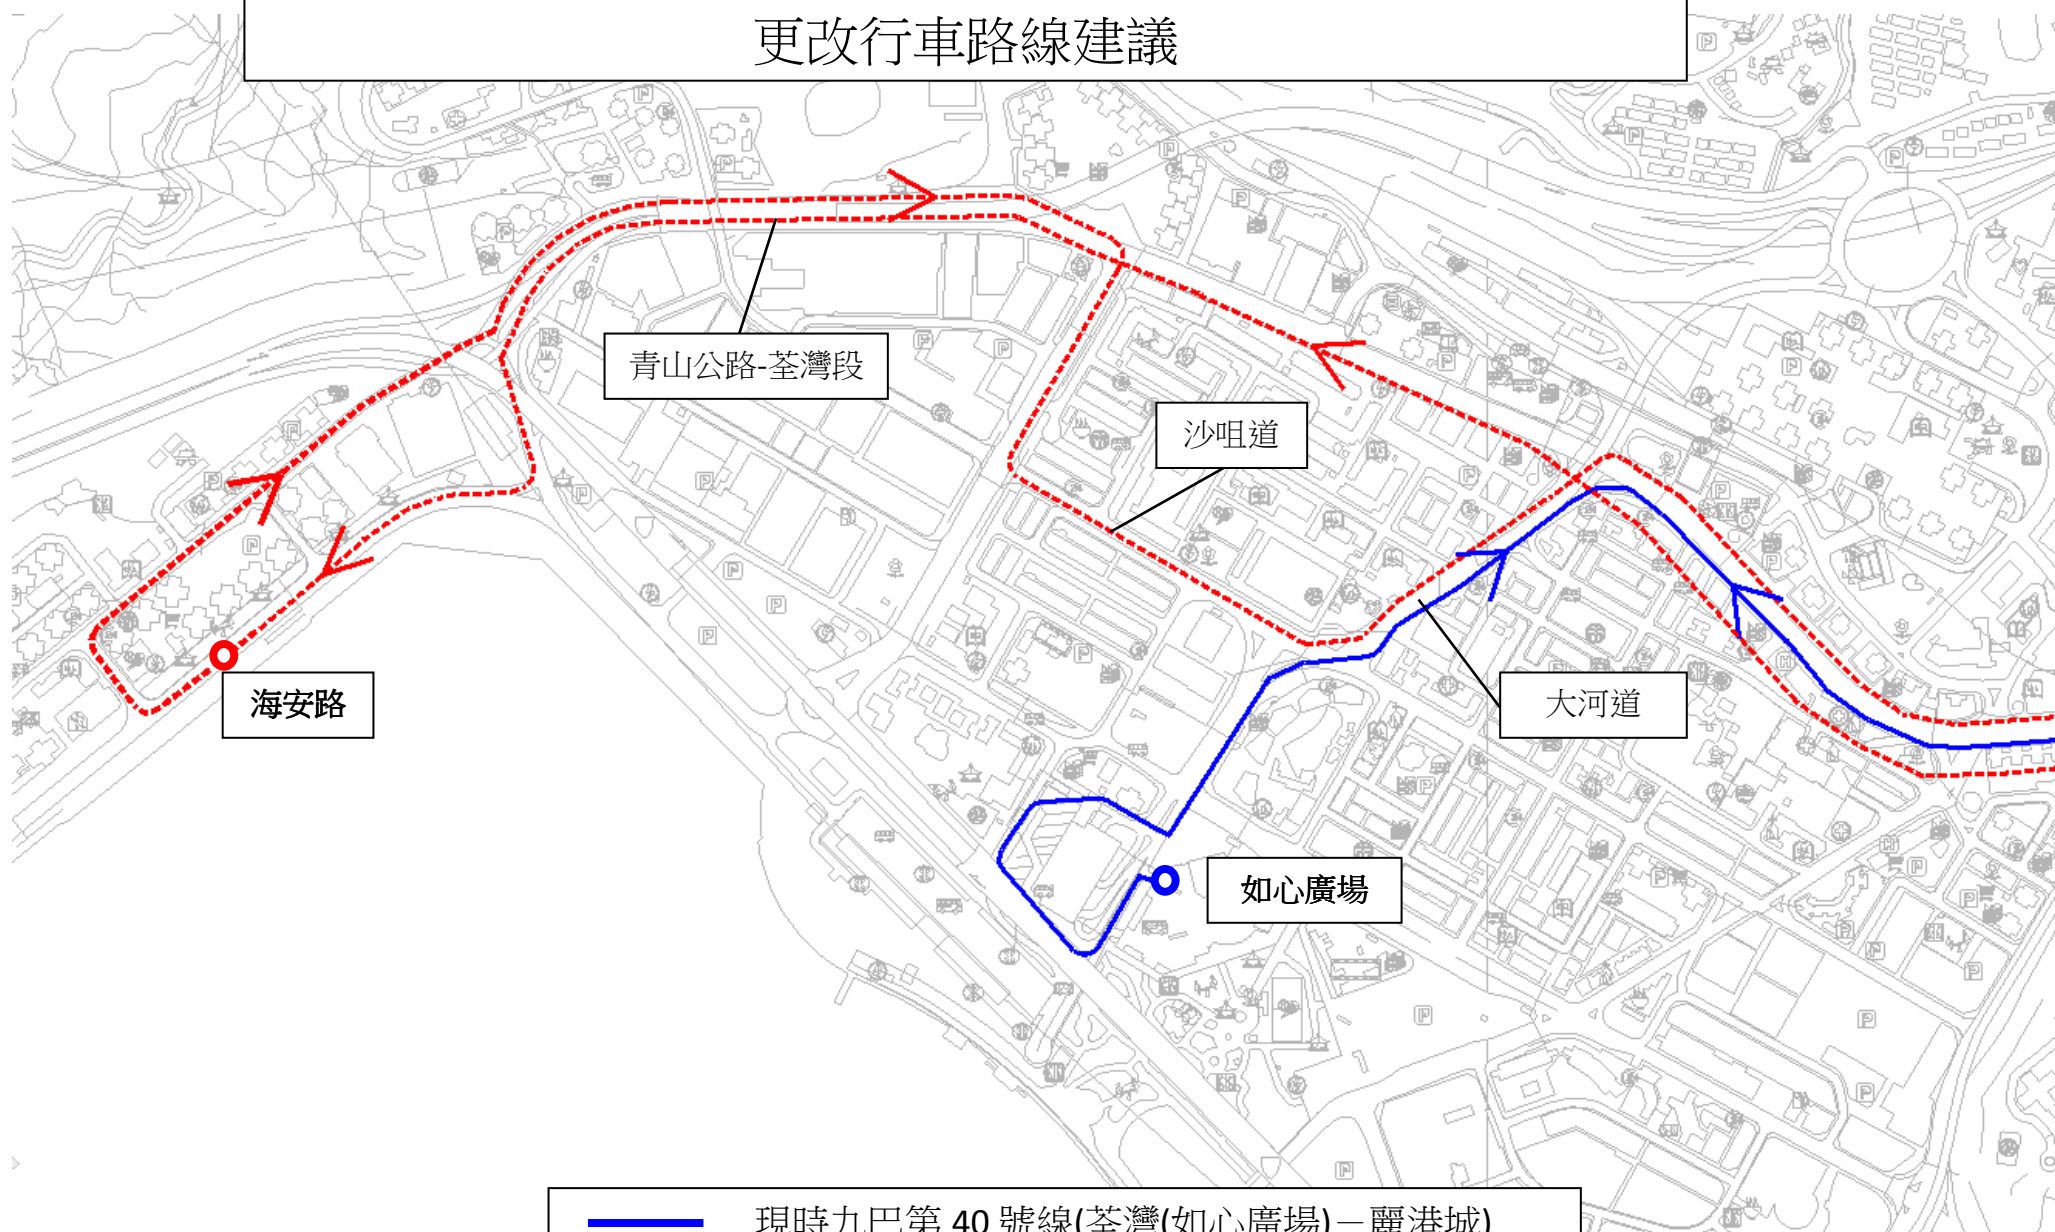 更改行車路線建議
青山公路-荃灣段
沙咀道
海安路
大河道
如心廣場
現時九巴第 40 號線(荃灣(如心廣場)－麗港城)